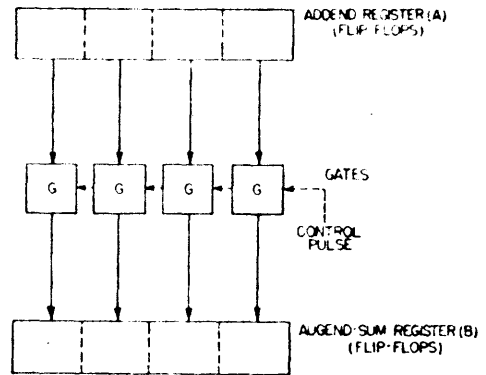 ADDEND REGISTER (A)
(FLIP-FLOPS)
G G G G
GATES
CONTROL
PULSE
AUGEND-SUM REGISTER (B)
(FLIP-FLOPS)